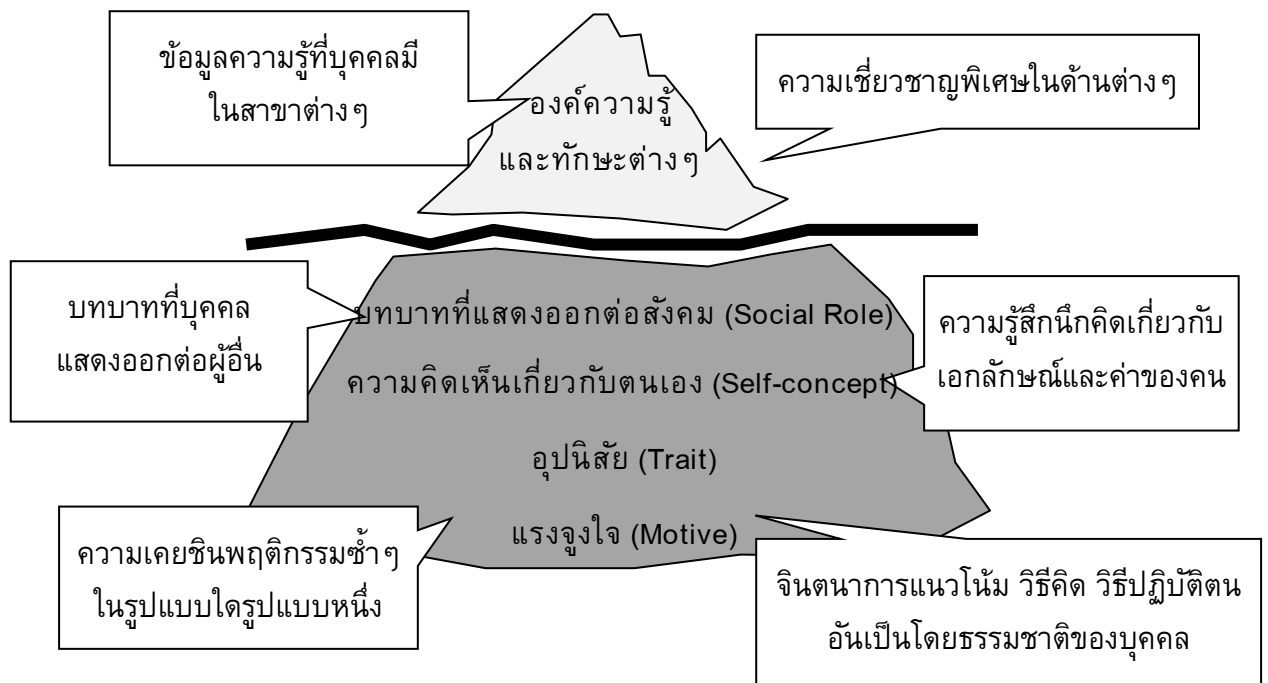 ข้อมูลความรู้ที่บุคคลมี
ในสาขาต่างๆ
องค์ความรู้
และทักษะต่างๆ
ความเชี่ยวชาญพิเศษในด้านต่างๆ
บทบาทที่บุคคล
แสดงออกต่อผู้อื่น
บทบาทที่แสดงออกต่อสังคม (Social Role)
ความคิดเห็นเกี่ยวกับตนเอง (Self-concept)
อุปนิสัย (Trait)
แรงจูงใจ (Motive)
ความรู้สึกนึกคิดเกี่ยวกับ
เอกลักษณ์และค่าของคน
ความเคยชินพฤติกรรมซ้ำๆ
ในรูปแบบใดรูปแบบหนึ่ง
จินตนาการแนวโน้ม วิธีคิด วิธีปฏิบัติตน
อันเป็นโดยธรรมชาติของบุคคล